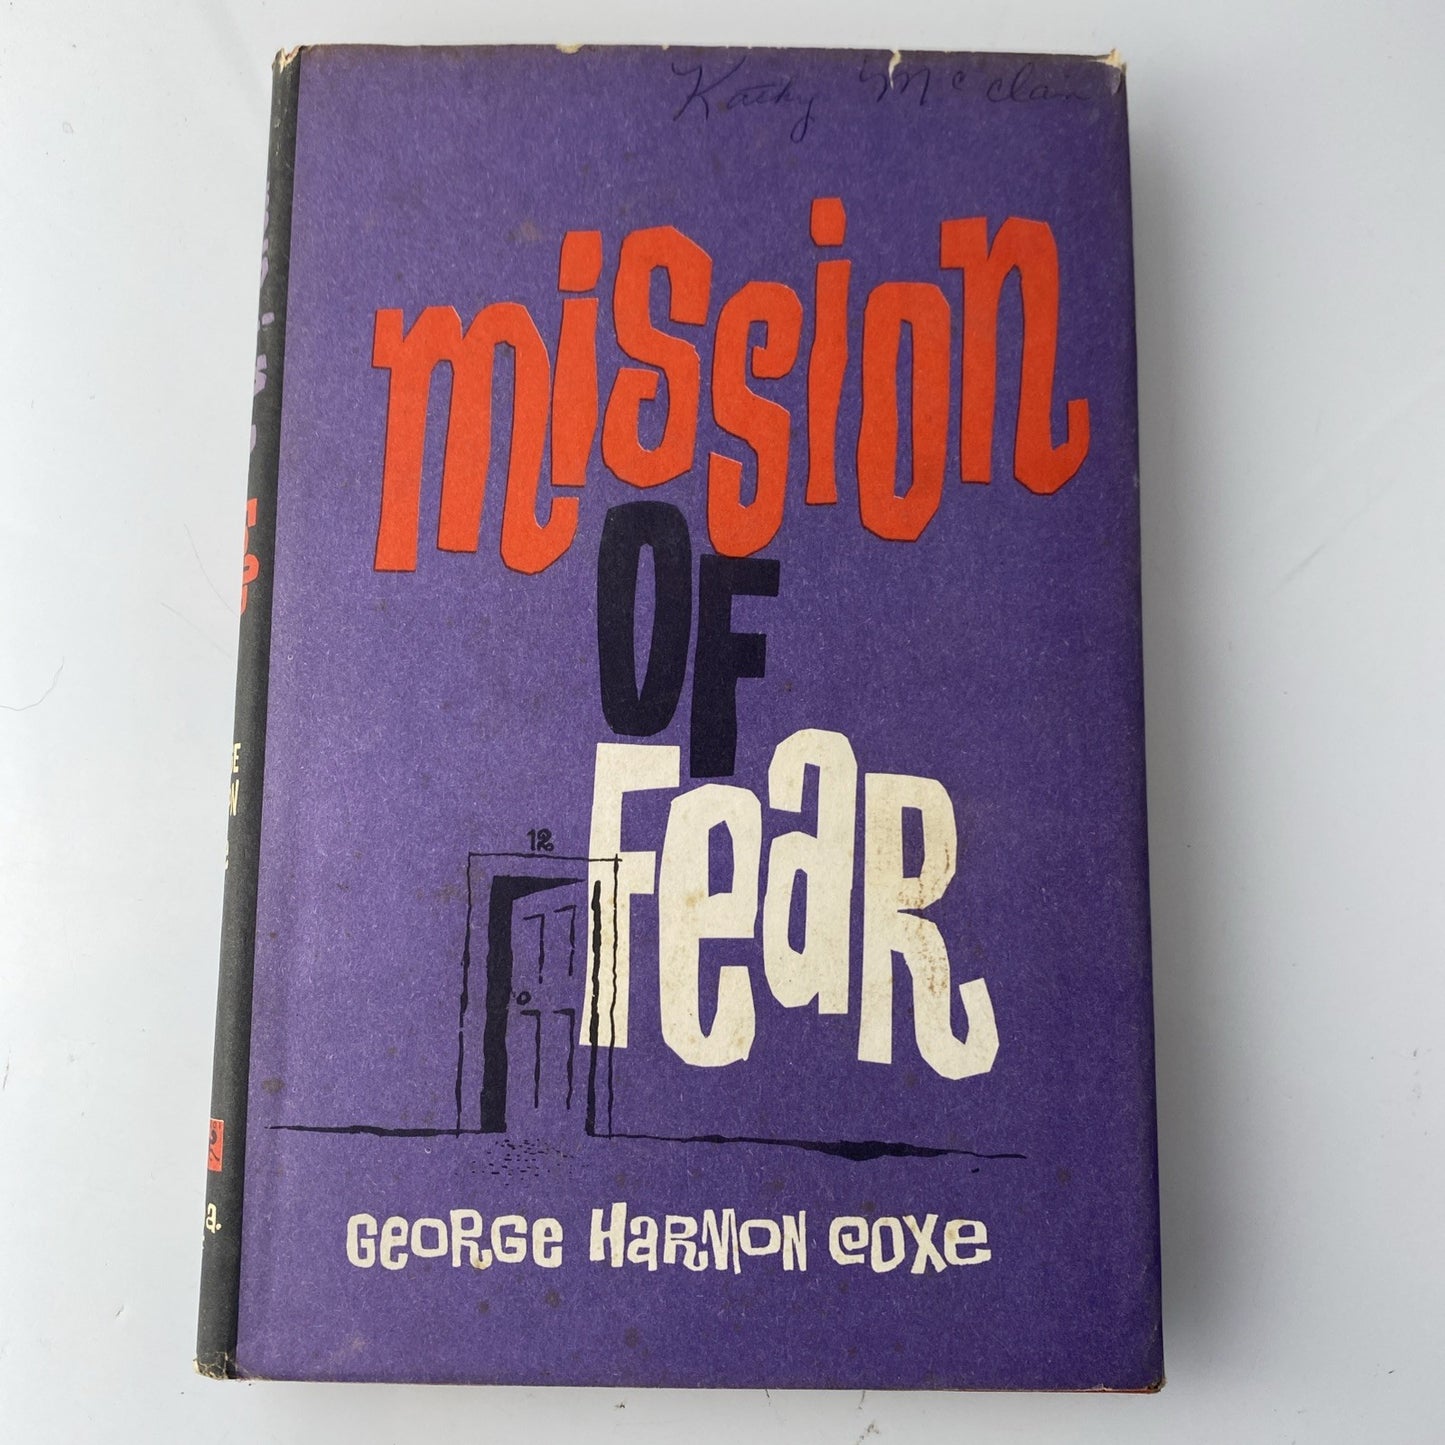 Kathy McClain
mission
OF
FeaR
12
GeORGe HaRMON COXe